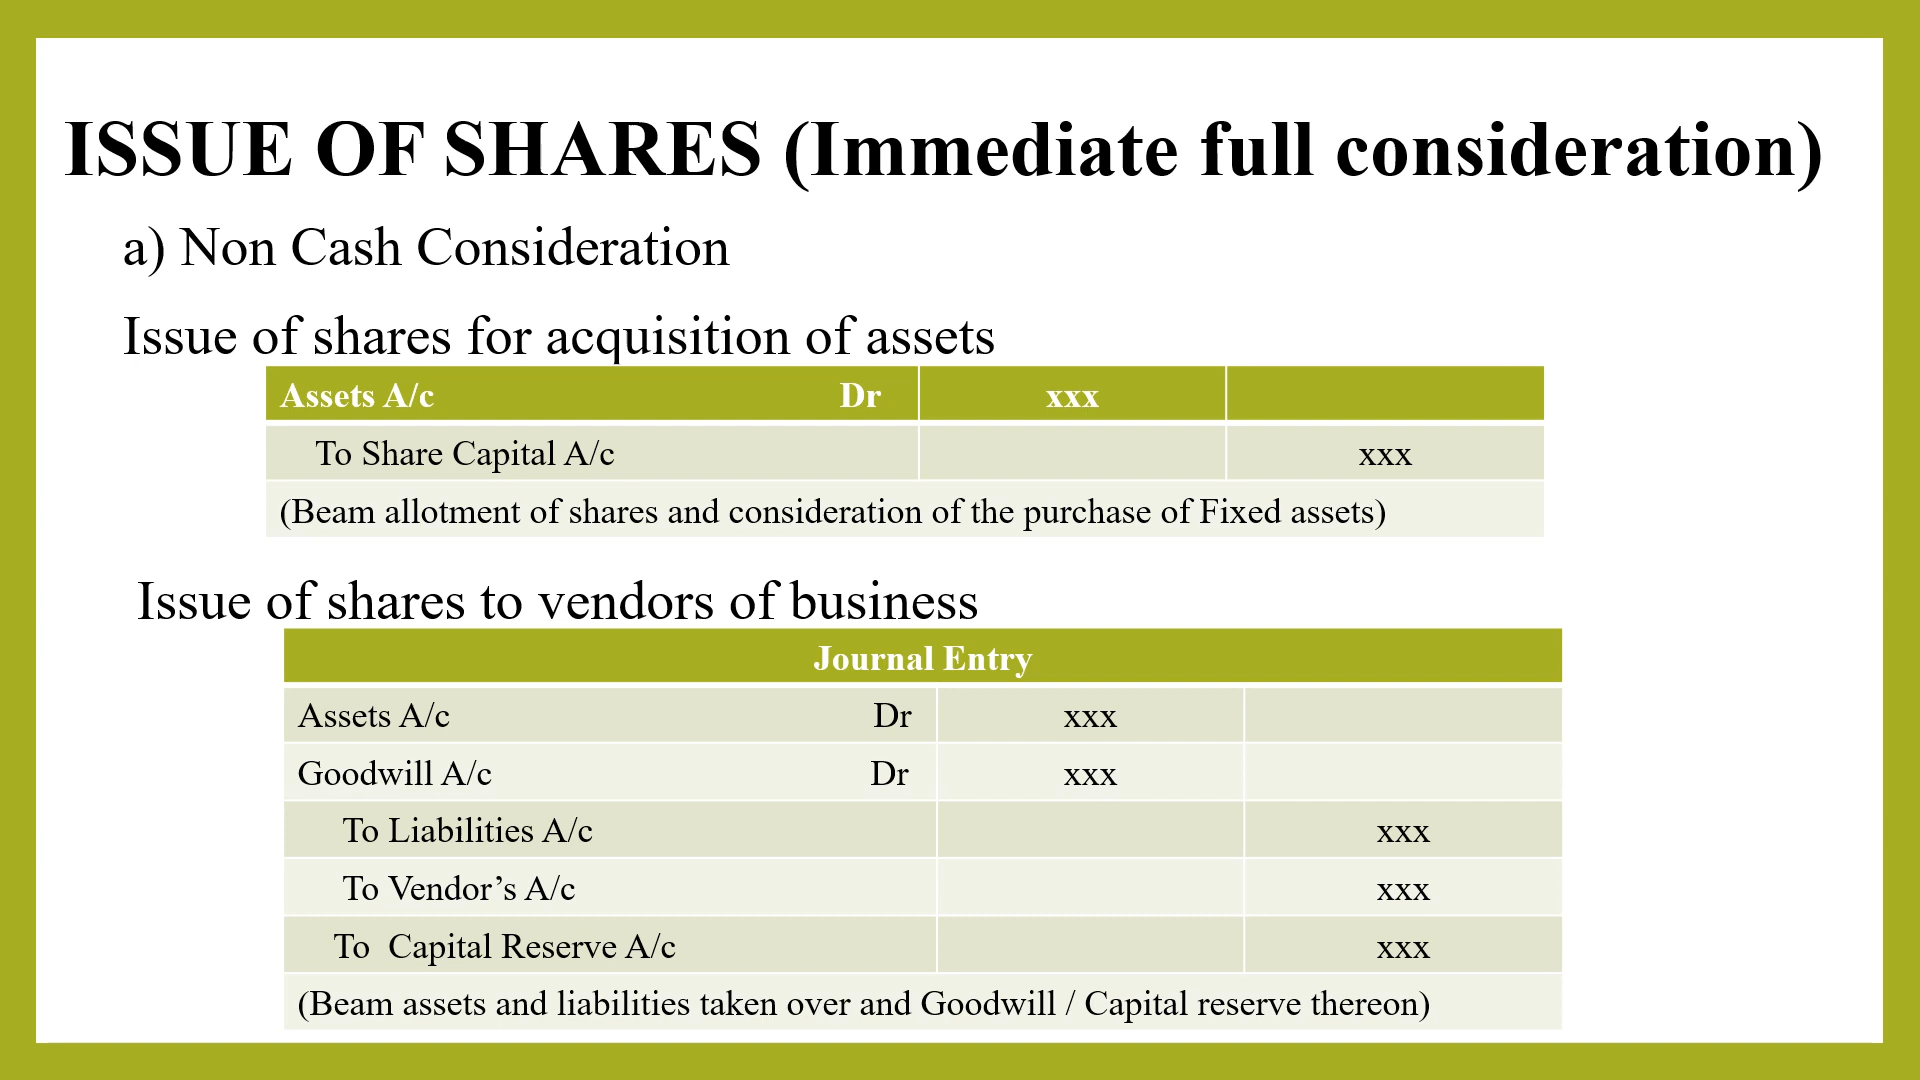 ISSUE OF SHARES (Immediate full consideration)
a) Non Cash Consideration
Issue of shares for acquisition of assets
Assets A/c Dr xxx
To Share Capital A/c xxx
(Beam allotment of shares and consideration of the purchase of Fixed assets)
Issue of shares to vendors of business
Journal Entry
Assets A/c Dr xxx
Goodwill A/c Dr xxx
To Liabilities A/c xxx
To Vendor’s A/c xxx
To Capital Reserve A/c xxx
(Beam assets and liabilities taken over and Goodwill / Capital reserve thereon)